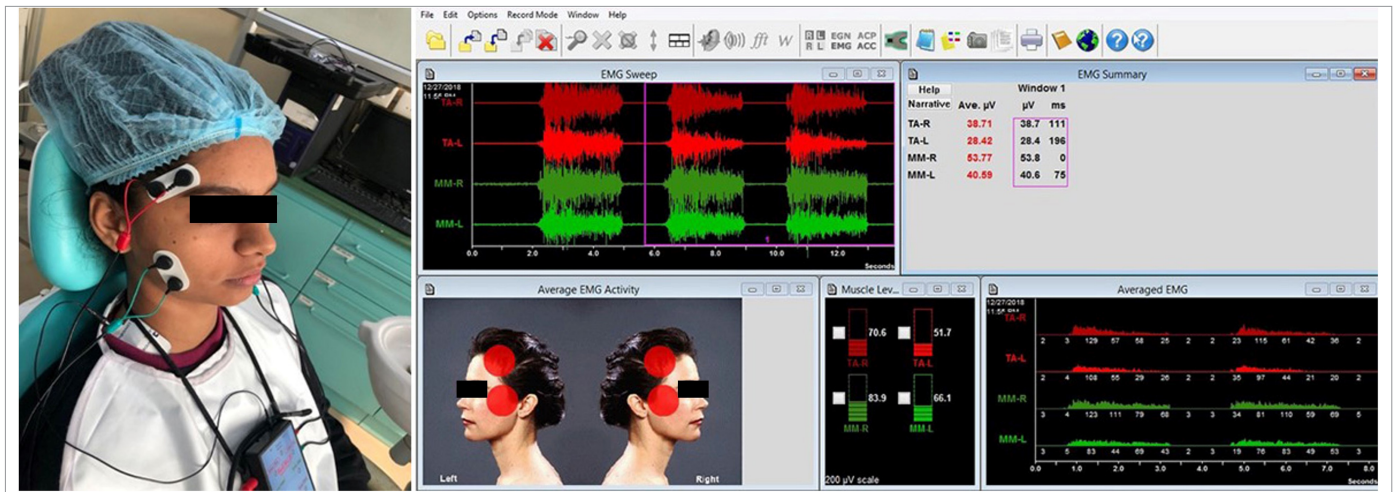 File Edit Options Record Mode Window Help
fft W R L R L EGN ACP EMG ACC
EMG Sweep
12/27/2018
TA-R
TA-L
MM-R
MM-L
1
0.0 2.0 4.0 6.0 8.0 10.0 12.0
Seconds
EMG Summary
Help Window 1
Narrative Ave. µV µV ms
TA-R 38.71 38.7 111
TA-L 28.42 28.4 196
MM-R 53.77 53.8 0
MM-L 40.59 40.6 75
Average EMG Activity
Left Right
Muscle Lev...
70.6 51.7
TA-R TA-L
83.9 66.1
MM-R MM-L
200 µV scale
Averaged EMG
12/27/2018
TA-R
2 3 129 57 58 25 2 2 23 115 61 42 36 2
TA-L
2 4 108 55 29 26 2 2 35 97 44 21 20 2
MM-R
3 4 123 111 79 68 3 3 34 81 110 59 69 5
MM-L
3 5 83 44 69 43 2 2 19 76 83 49 53 3
0.0 1.0 2.0 3.0 4.0 5.0 6.0 7.0 8.0
Seconds